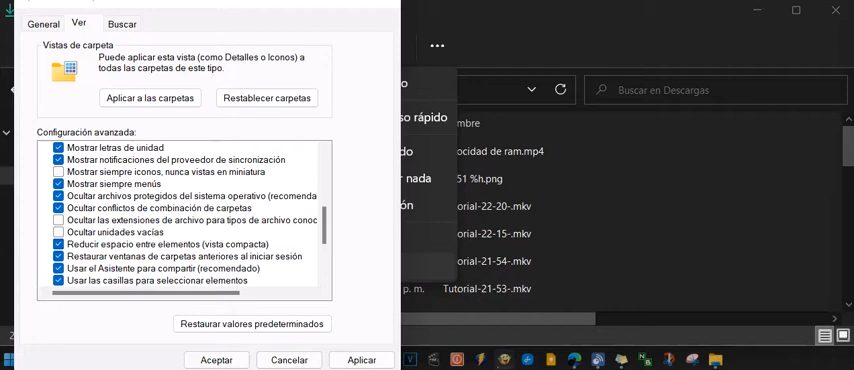 General
Ver
Buscar
Vistas de carpeta
Puede aplicar esta vista (como Detalles o Iconos) a
todas las carpetas de este tipo.
Aplicar a las carpetas
Restablecer carpetas
Configuración avanzada:
Mostrar letras de unidad
Mostrar notificaciones del proveedor de sincronización
Mostrar siempre iconos, nunca vistas en miniatura
Mostrar siempre menús
Ocultar archivos protegidos del sistema operativo (recomenda
Ocultar conflictos de combinación de carpetas
Ocultar las extensiones de archivo para tipos de archivo conoc
Ocultar unidades vacías
Reducir espacio entre elementos (vista compacta)
Restaurar ventanas de carpetas anteriores al iniciar sesión
Usar el Asistente para compartir (recomendado)
Usar las casillas para seleccionar elementos
Restaurar valores predeterminados
Aceptar
Cancelar
Aplicar
o
so rápido
do
r nada
ón
Buscar en Descargas
mbre
ocidad de ram.mp4
51 %h.png
Tutorial-22-20-.mkv
Tutorial-22-15-.mkv
Tutorial-21-54-.mkv
p. m.
Tutorial-21-53-.mkv
2